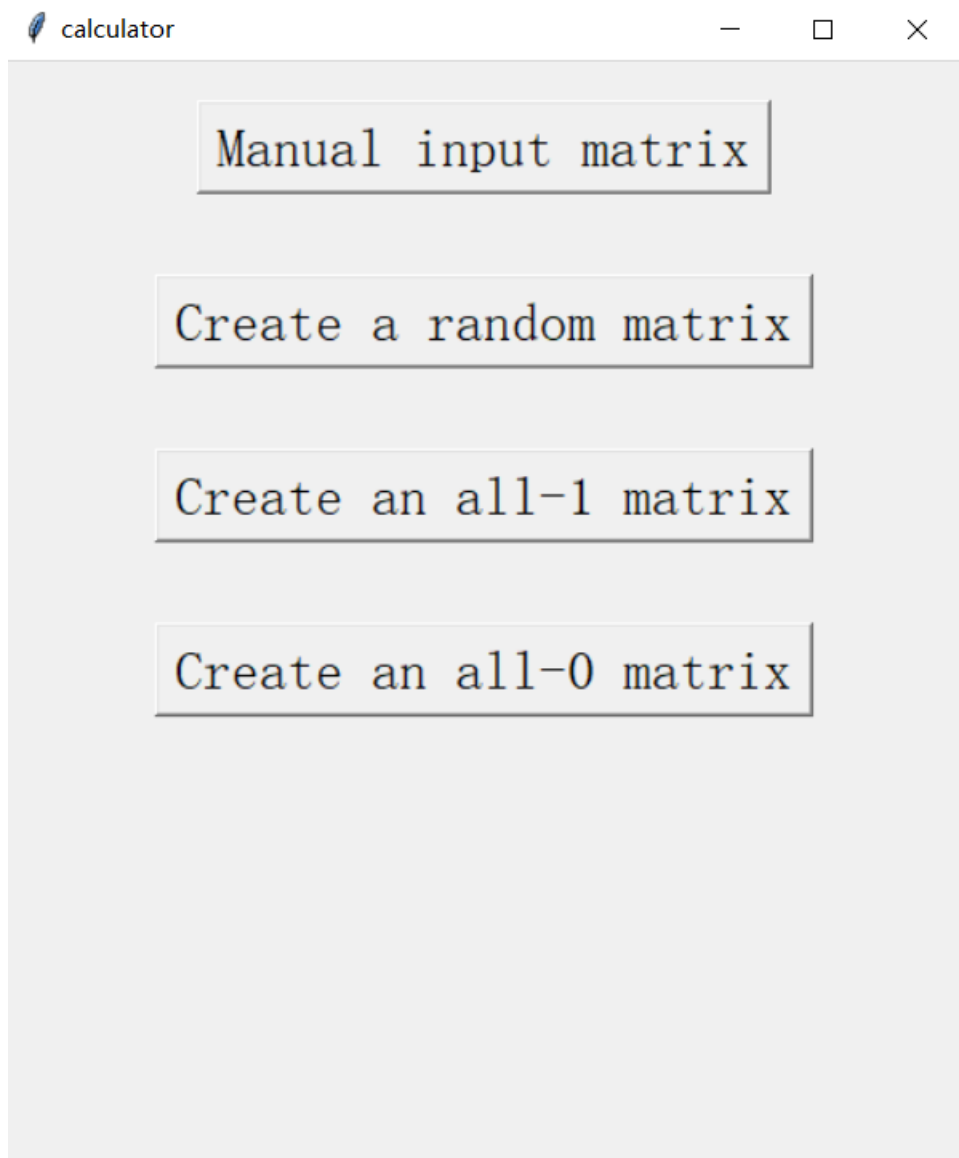 calculator
Manual input matrix
Create a random matrix
Create an all-1 matrix
Create an all-0 matrix